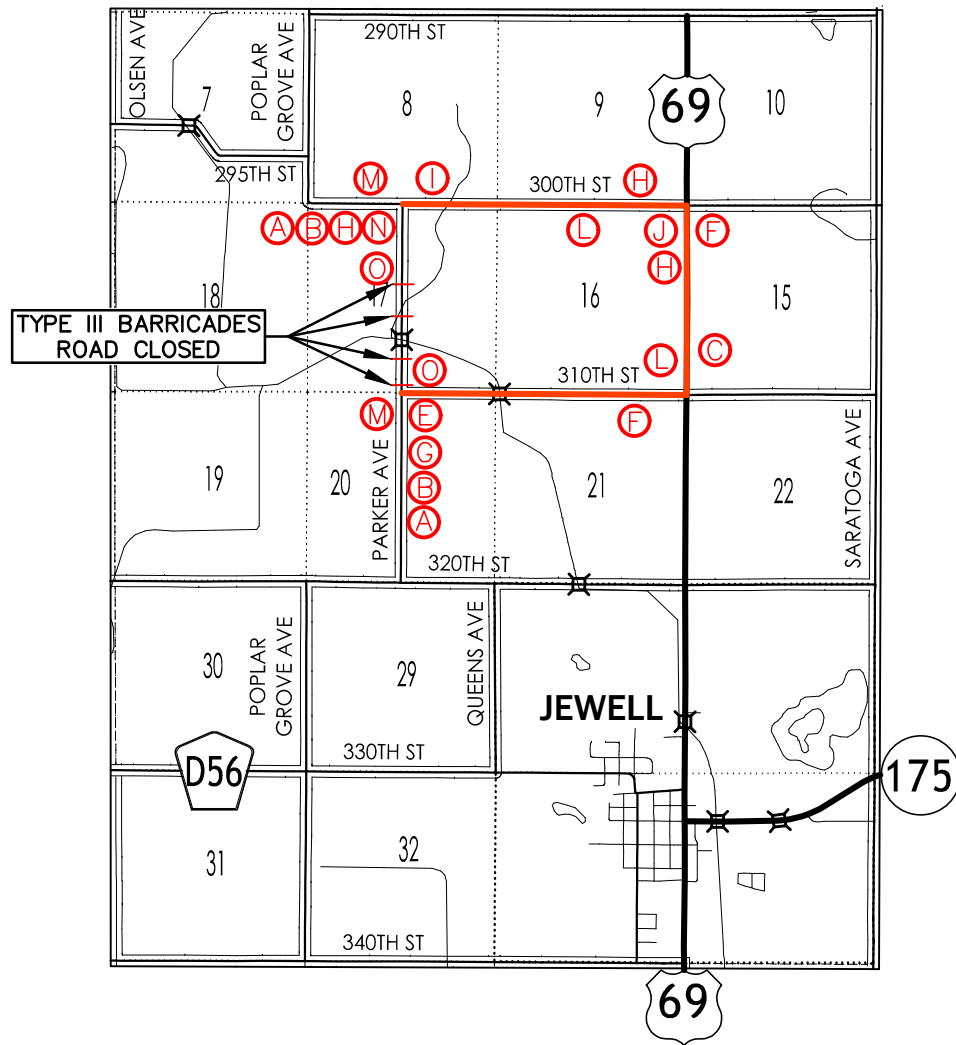 290TH ST
OLSEN AVE
POPLAR
GROVE AVE
7
8
9
69
10
295TH ST
M
I
300TH ST
H
A
B
H
N
L
J
F
O
H
18
17
16
15
TYPE III BARRICADES
ROAD CLOSED
O
310TH ST
L
C
M
E
F
G
B
A
19
20
PARKER AVE
21
22
SARATOGA AVE
320TH ST
30
POPLAR
GROVE AVE
29
QUEENS AVE
JEWELL
330TH ST
D56
175
31
32
340TH ST
69